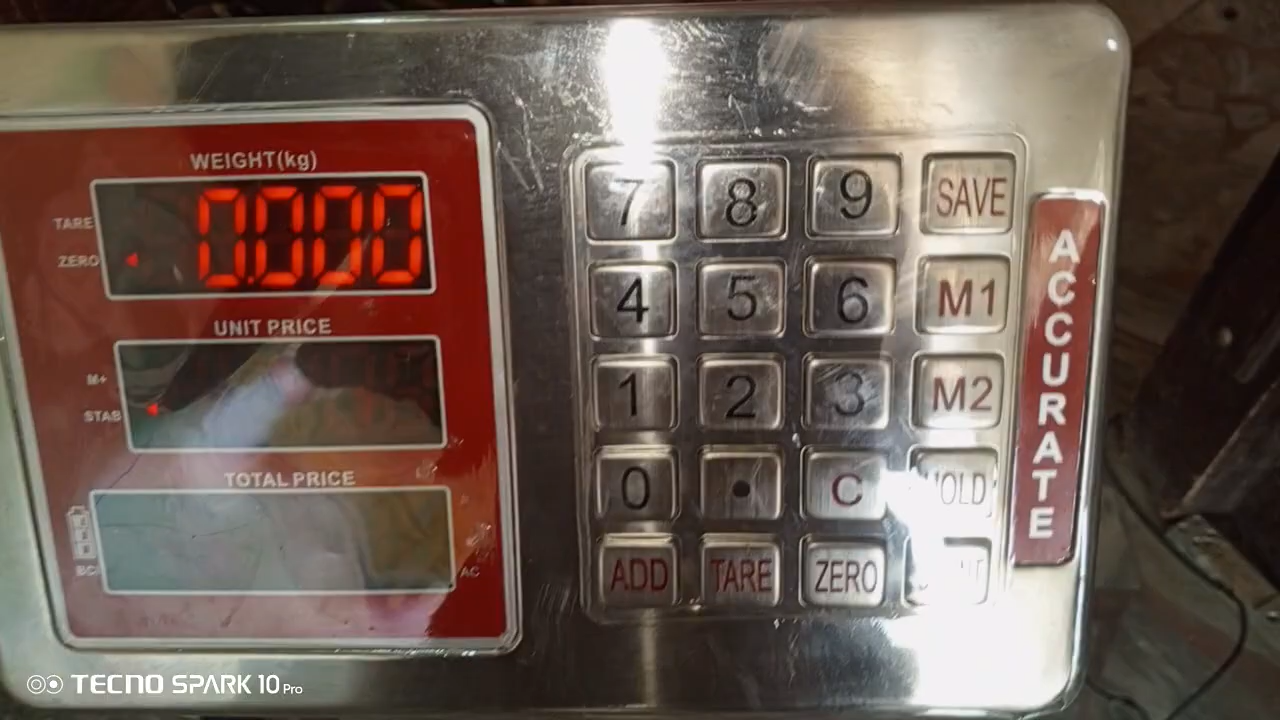 WEIGHT(kg)
TARE
ZERO
0.000
UNIT PRICE
M+
STAB
TOTAL PRICE
AC
7 8 9 SAVE
4 5 6 M1
1 2 3 M2
0 . C
ADD TARE ZERO
ACCURATE
TECNO SPARK 10 Pro